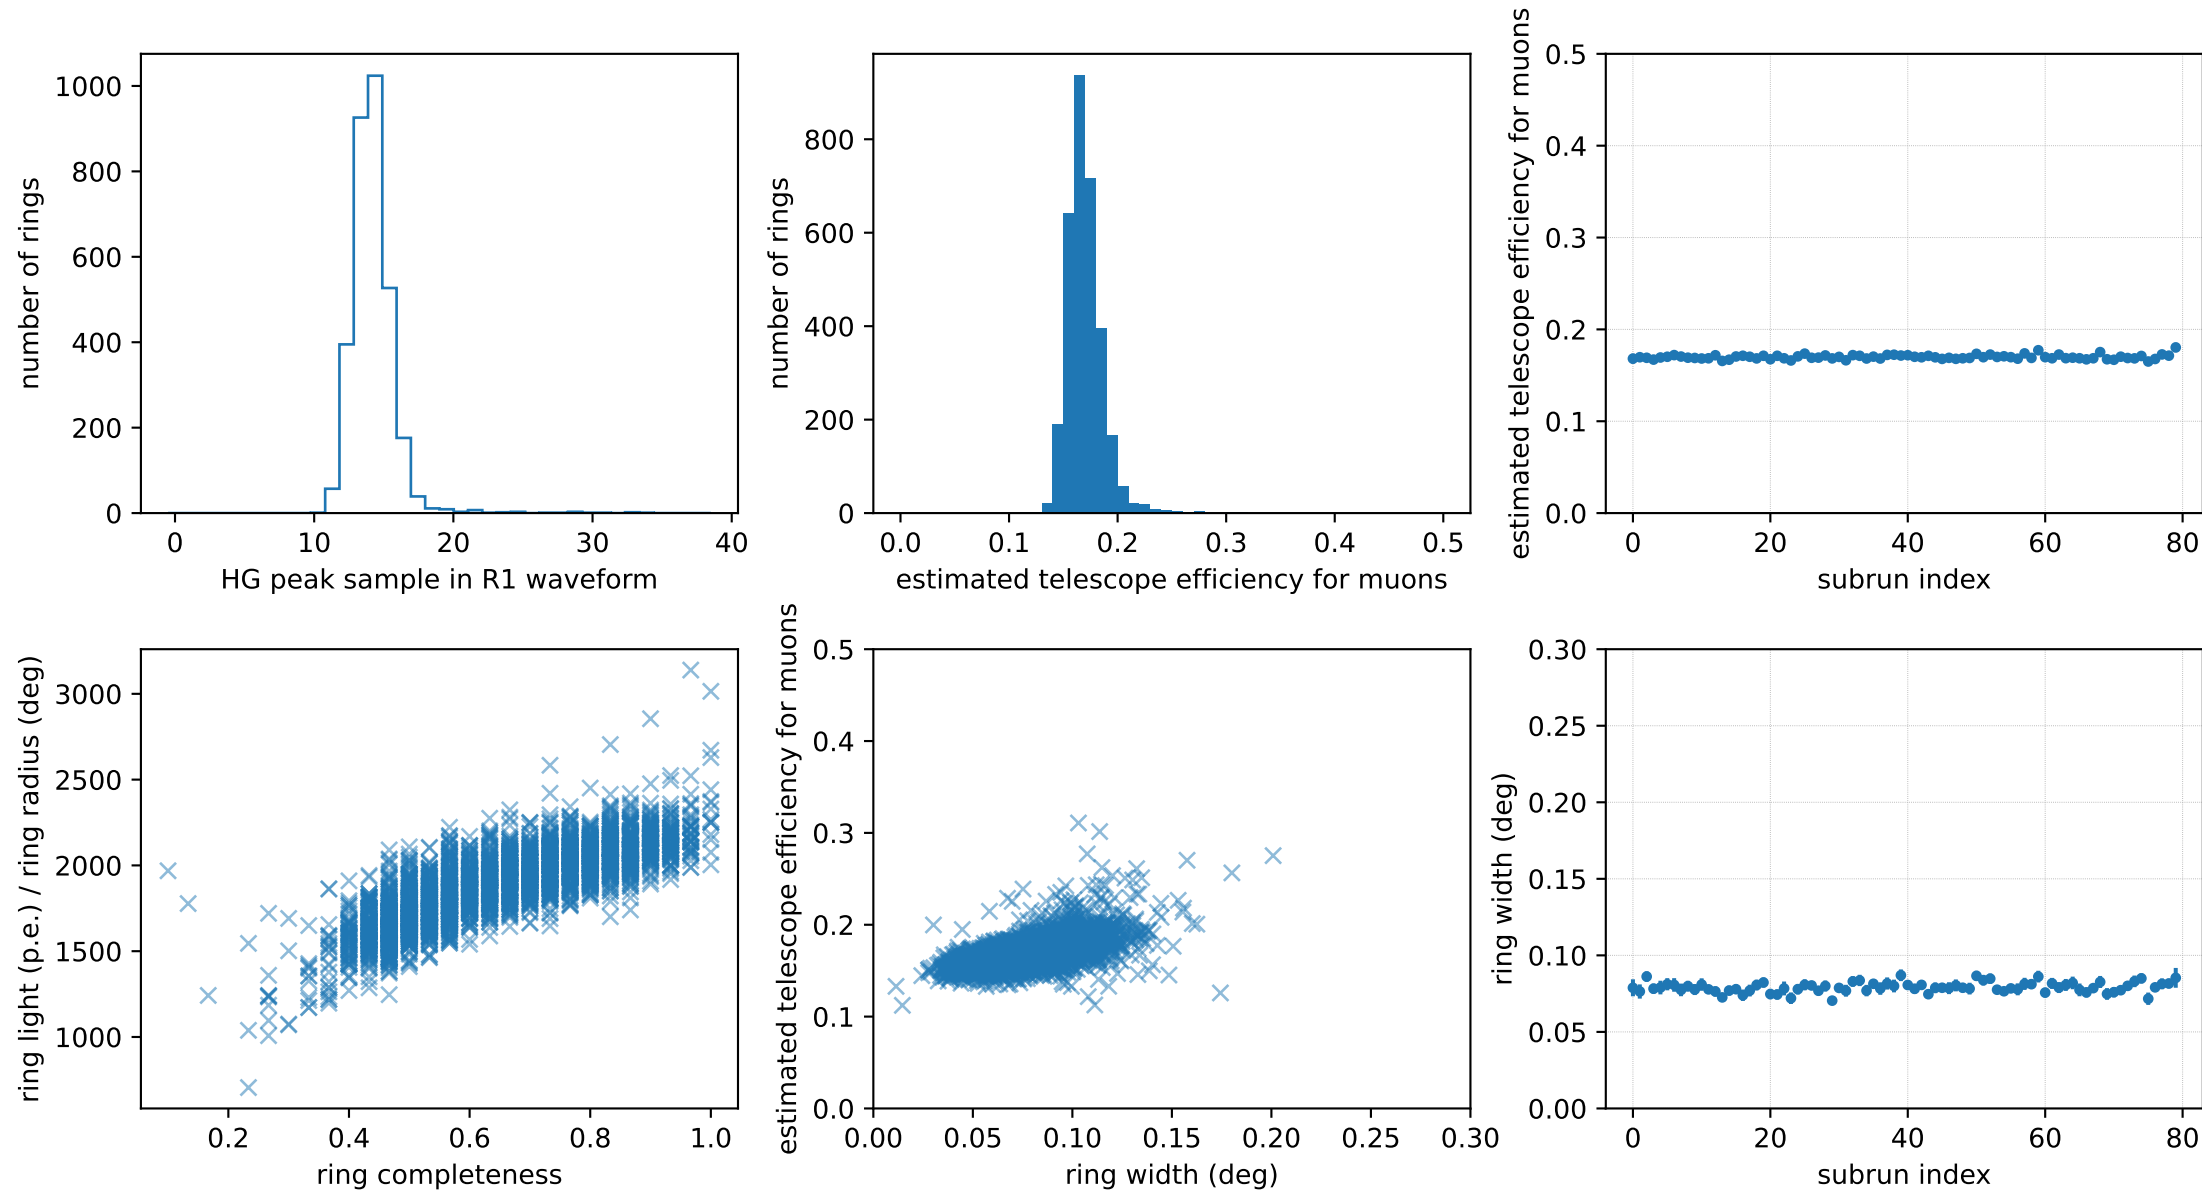 number of rings
1000
800
600
400
200
0
0 10 20 30 40
HG peak sample in R1 waveform
number of rings
800
600
400
200
0
0.0 0.1 0.2 0.3 0.4 0.5
estimated telescope efficiency for muons
estimated telescope efficiency for muons
0.5
0.4
0.3
0.2
0.1
0.0
0 20 40 60 80
subrun index
ring light (p.e.) / ring radius (deg)
3000
2500
2000
1500
1000
0.2 0.4 0.6 0.8 1.0
ring completeness
estimated telescope efficiency for muons
0.5
0.4
0.3
0.2
0.1
0.0
0.00 0.05 0.10 0.15 0.20 0.25 0.30
ring width (deg)
ring width (deg)
0.30
0.25
0.20
0.15
0.10
0.05
0.00
0 20 40 60 80
subrun index